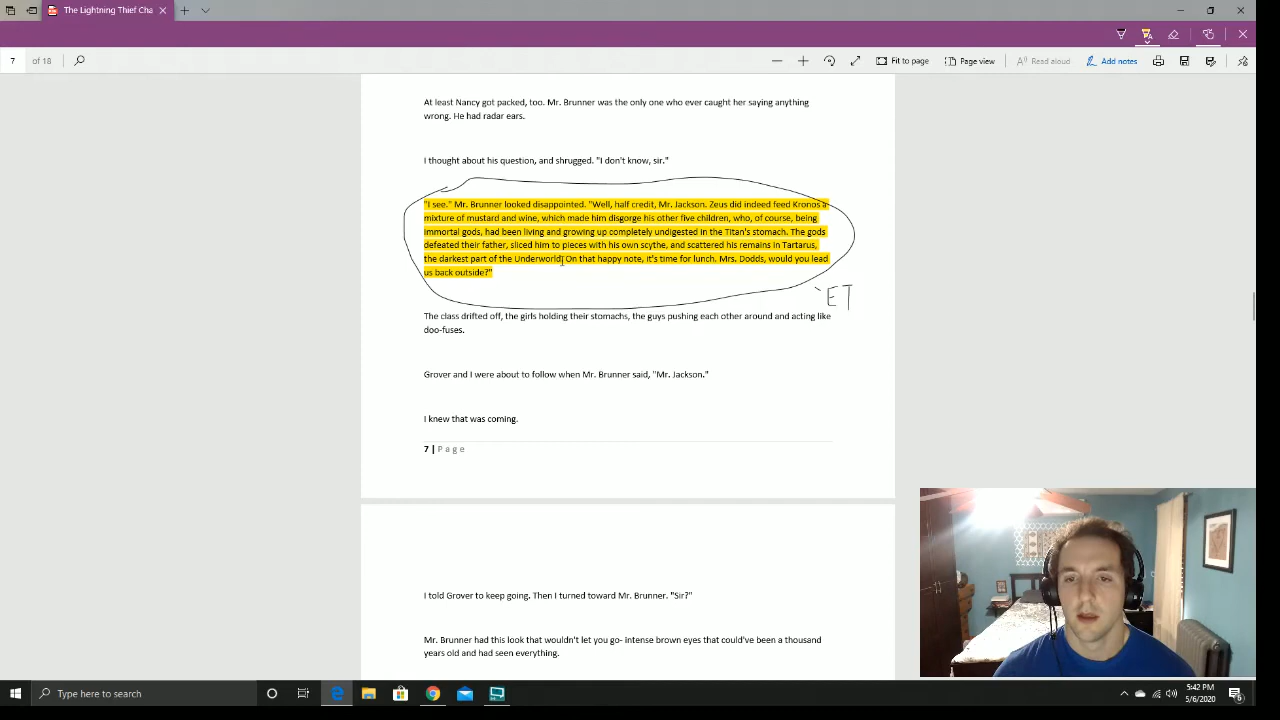 The Lightning Thief Cha
7 of 18
Fit to page
Page view
Read aloud
Add notes
At least Nancy got packed, too. Mr. Brunner was the only one who ever caught her saying anything
wrong. He had radar ears.
I thought about his question, and shrugged. "I don't know, sir."
"I see." Mr. Brunner looked disappointed. "Well, half credit, Mr. Jackson. Zeus did indeed feed Kronos a
mixture of mustard and wine, which made him disgorge his other five children, who, of course, being
immortal gods, had been living and growing up completely undigested in the Titan's stomach. The gods
defeated their father, sliced him to pieces with his own scythe, and scattered his remains in Tartarus,
the darkest part of the Underworld. On that happy note, it's time for lunch. Mrs. Dodds, would you lead
us back outside?"
ET
The class drifted off, the girls holding their stomachs, the guys pushing each other around and acting like
doo-fuses.
Grover and I were about to follow when Mr. Brunner said, "Mr. Jackson."
I knew that was coming.
7 | Page
I told Grover to keep going. Then I turned toward Mr. Brunner. "Sir?"
Mr. Brunner had this look that wouldn't let you go- intense brown eyes that could've been a thousand
years old and had seen everything.
Type here to search
5:42 PM
5/6/2020